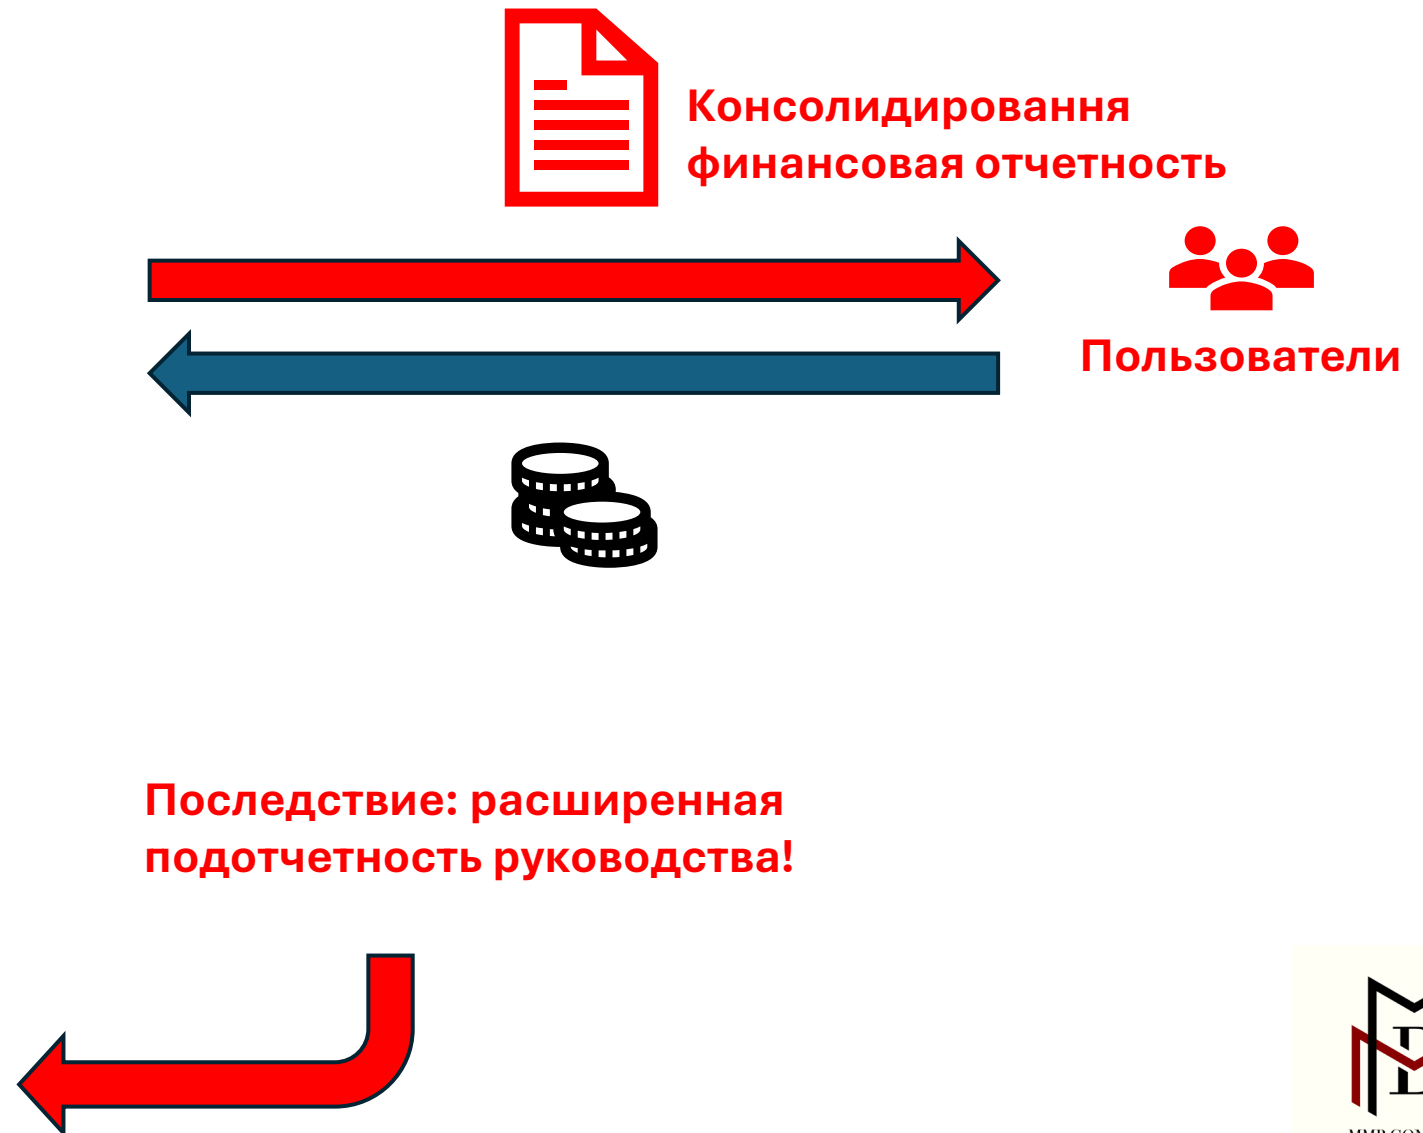 Консолидировання
финансовая отчетность
Пользователи
Последствие: расширенная
подотчетность руководства!